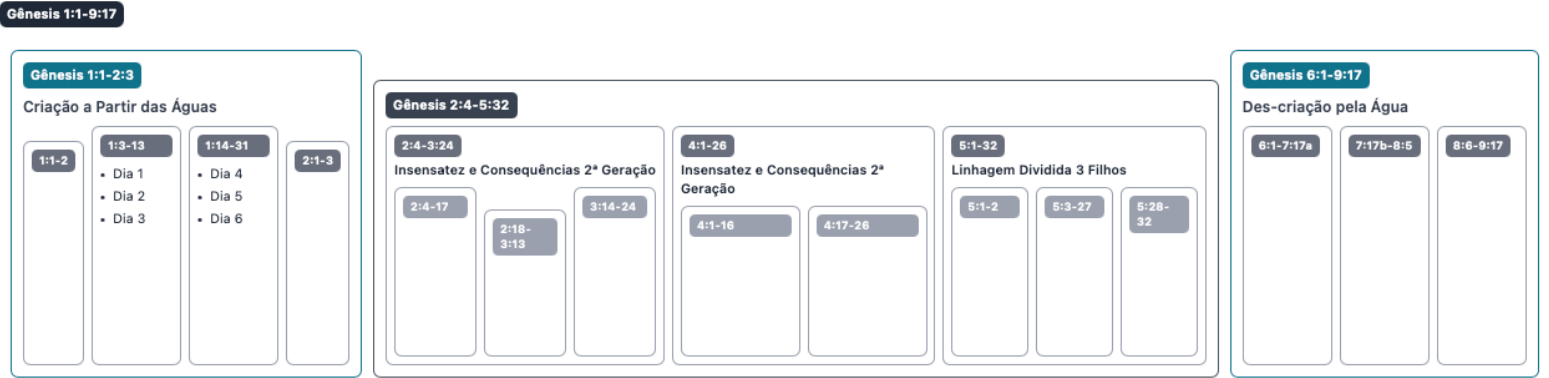 Gênesis 1:1-9:17
Gênesis 1:1-2:3
Criação a Partir das Águas
1:1-2
1:3-13
• Dia 1
• Dia 2
• Dia 3
1:14-31
• Dia 4
• Dia 5
• Dia 6
2:1-3
Gênesis 2:4-5:32
2:4-3:24
Insensatez e Consequências 2ª Geração
2:4-17
2:18-
3:13
3:14-24
4:1-26
Insensatez e Consequências 2ª
Geração
4:1-16
4:17-26
5:1-32
Linhagem Dividida 3 Filhos
5:1-2
5:3-27
5:28-
32
Gênesis 6:1-9:17
Des-criação pela Água
6:1-7:17a
7:17b-8:5
8:6-9:17